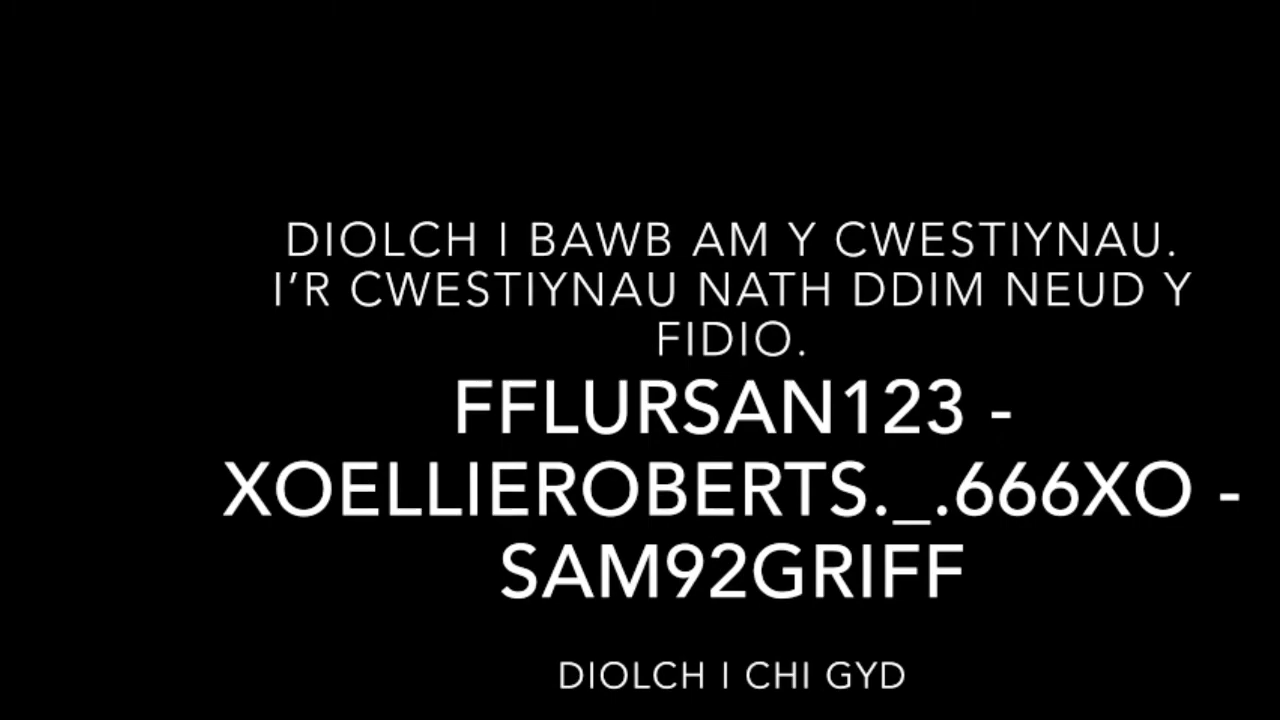 DIOLCH I BAWB AM Y CWESTIYNAU.
I’R CWESTIYNAU NATH DDIM NEUD Y
FIDIO.
FFLURSAN123 -
XOELLIEROBERTS._.666XO -
SAM92GRIFF
DIOLCH I CHI GYD